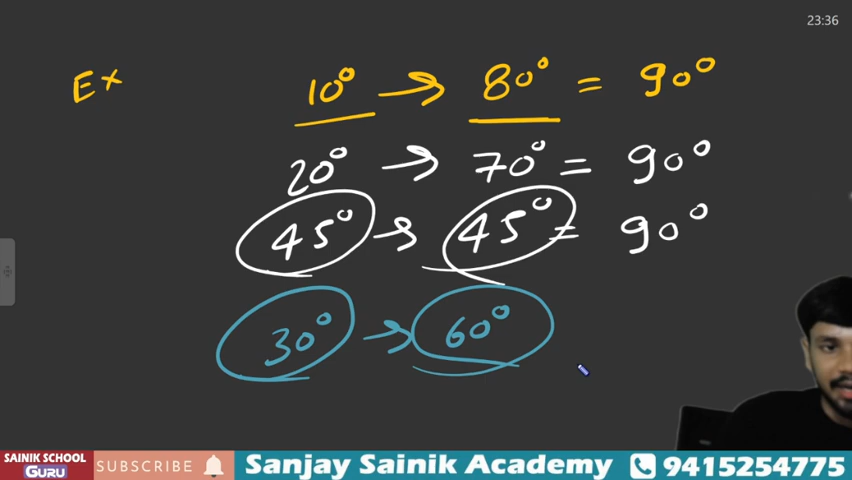 23:36
Ex 10° → 80° = 90°
20° → 70° = 90°
45° → 45° = 90°
30° → 60°
SAINIK SCHOOL
GURU
SUBSCRIBE
Sanjay Sainik Academy
9415254775